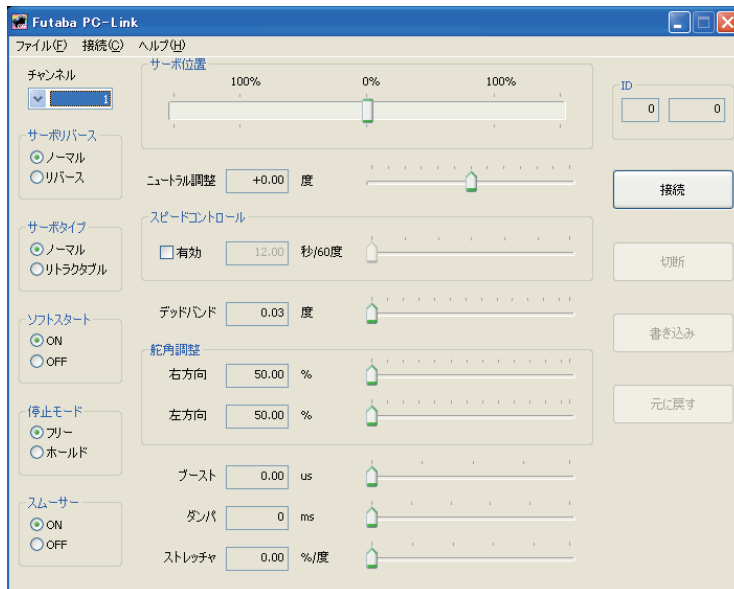 Futaba PC-Link
ファイル(F) 接続(C) ヘルプ(H)
チャンネル
1
サーボリバース
ノーマル
リバース
サーボタイプ
ノーマル
リトラクタブル
ソフトスタート
ON
OFF
停止モード
フリー
ホールド
スムーサー
ON
OFF
サーボ位置
100% 0% 100%
ニュートラル調整 +0.00 度
スピードコントロール
有効 12.00 秒/60度
デッドバンド 0.03 度
舵角調整
右方向 50.00 %
左方向 50.00 %
ブースト 0.00 us
ダンパ 0 ms
ストレッチャ 0.00 %/度
ID
0 0
接続
切断
書き込み
元に戻す